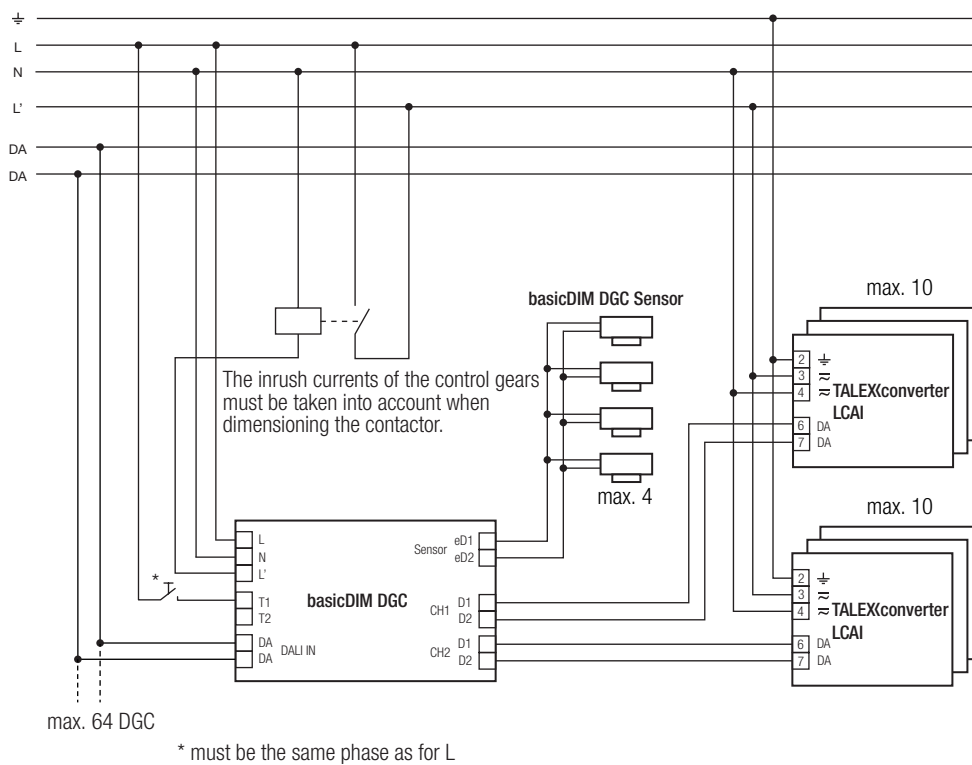 ⏚
L
N
L'
DA
DA
basicDIM DGC Sensor
max. 4
The inrush currents of the control gears
must be taken into account when
dimensioning the contactor.
max. 10
2 ⏚
3
4
TALEXXconverter
LCAI
6 DA
7 DA
max. 10
2 ⏚
3
4
TALEXXconverter
LCAI
6 DA
7 DA
basicDIM DGC
L
N
L'
T1
T2
DA
DA
DALI IN
Sensor
eD1
eD2
CH1
D1
D2
CH2
D1
D2
*
max. 64 DGC
* must be the same phase as for L